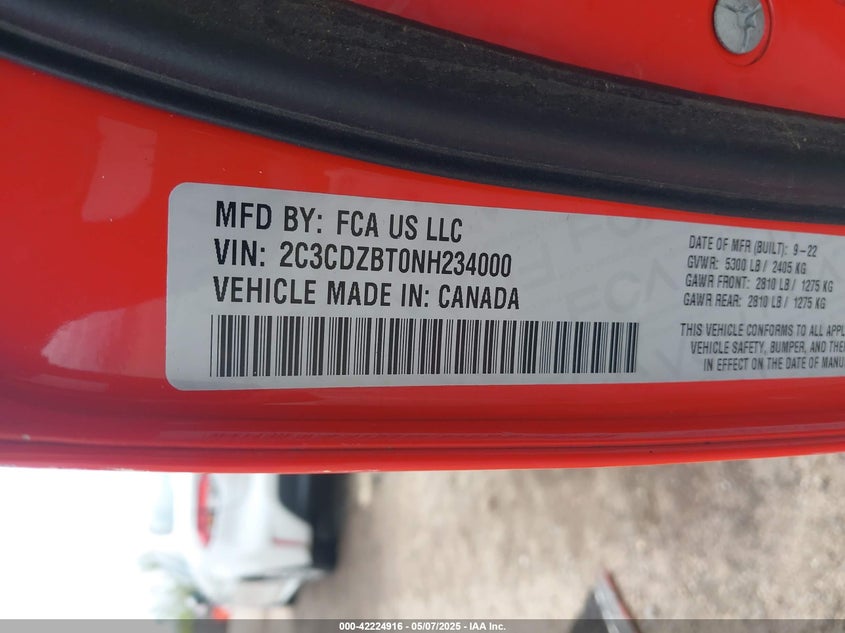 MFD BY: FCA US LLC
VIN: 2C3CDZBT0NH234000
VEHICLE MADE IN: CANADA
DATE OF MFR (BUILT): 9-22
GVWR: 5300 LB / 2405 KG
GAWR FRONT: 2810 LB / 1275 KG
GAWR REAR: 2810 LB / 1275 KG
THIS VEHICLE CONFORMS TO ALL APPL
VEHICLE SAFETY, BUMPER, AND THE
IN EFFECT ON THE DATE OF MANU
000-42224916 - 05/07/2025 - IAA Inc.